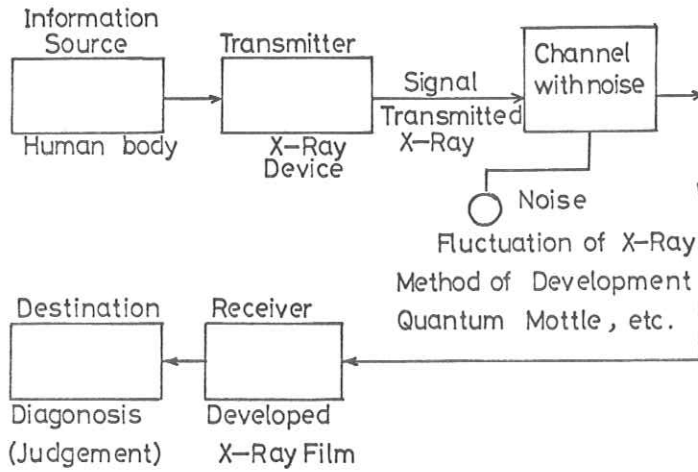 Information
Source
Human body
Transmitter
X-Ray
Device
Signal
Transmitted
X-Ray
Channel
with noise
Noise
Fluctuation of X-Ray
Method of Development
Quantum Mottle, etc.
Destination
Diagonosis
(Judgement)
Receiver
Developed
X-Ray Film